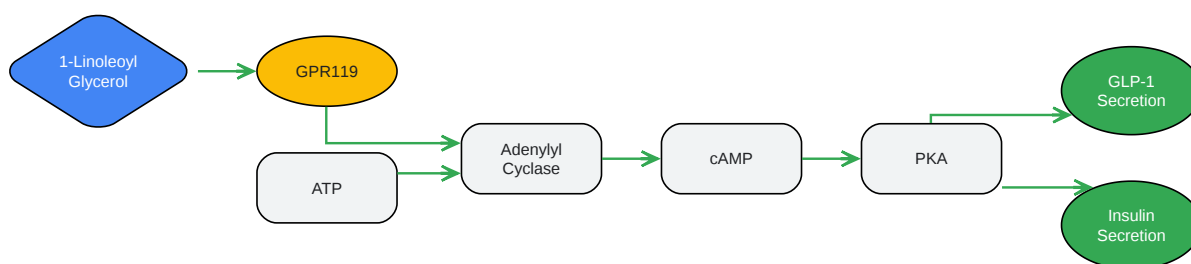 1-Linoleoyl
Glycerol
GPR119
ATP
Adenylyl
Cyclase
cAMP
PKA
GLP-1
Secretion
Insulin
Secretion